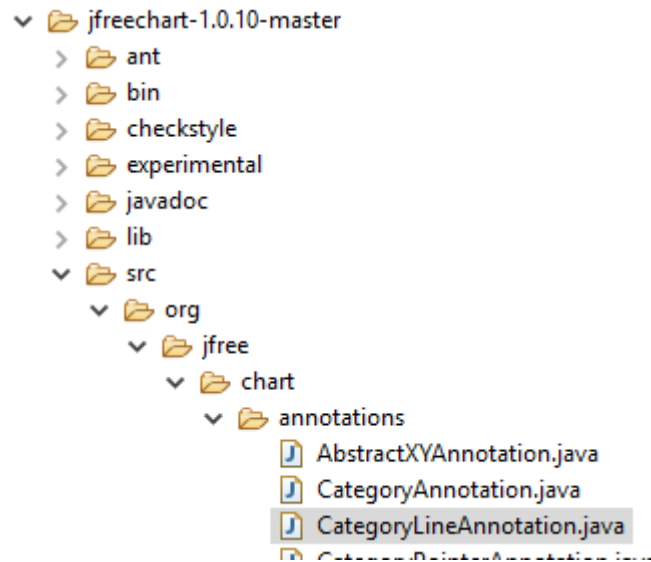 jfreechart-1.0.10-master
ant
bin
checkstyle
experimental
javadoc
lib
src
org
jfree
chart
annotations
AbstractXYAnnotation.java
CategoryAnnotation.java
CategoryLineAnnotation.java